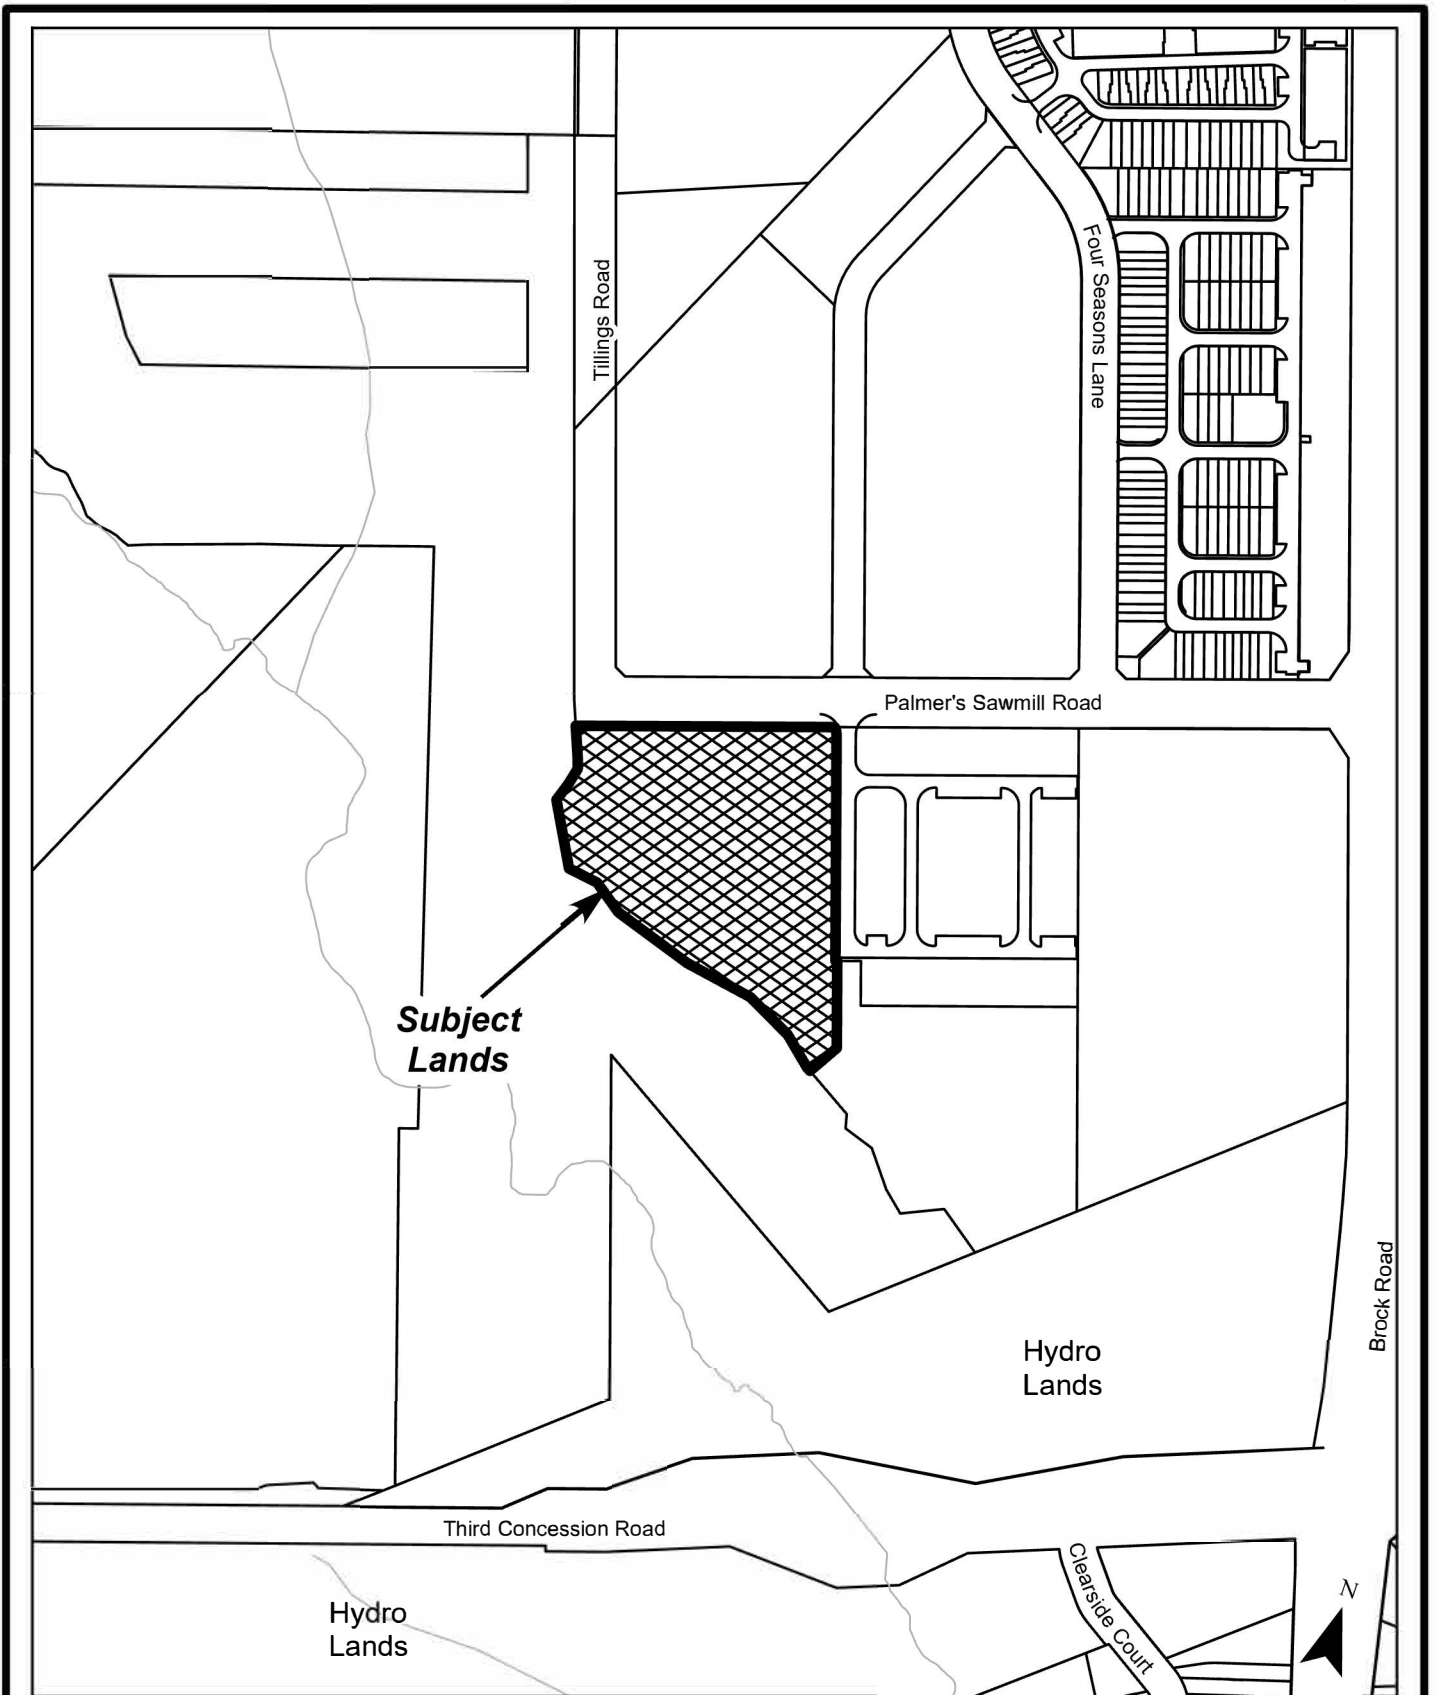 Four Seasons Lane
Tillings Road
Palmer's Sawmill Road
Subject
Lands
Brock Road
Hydro
Lands
Third Concession Road
Clearside Court
N
Hydro
Lands